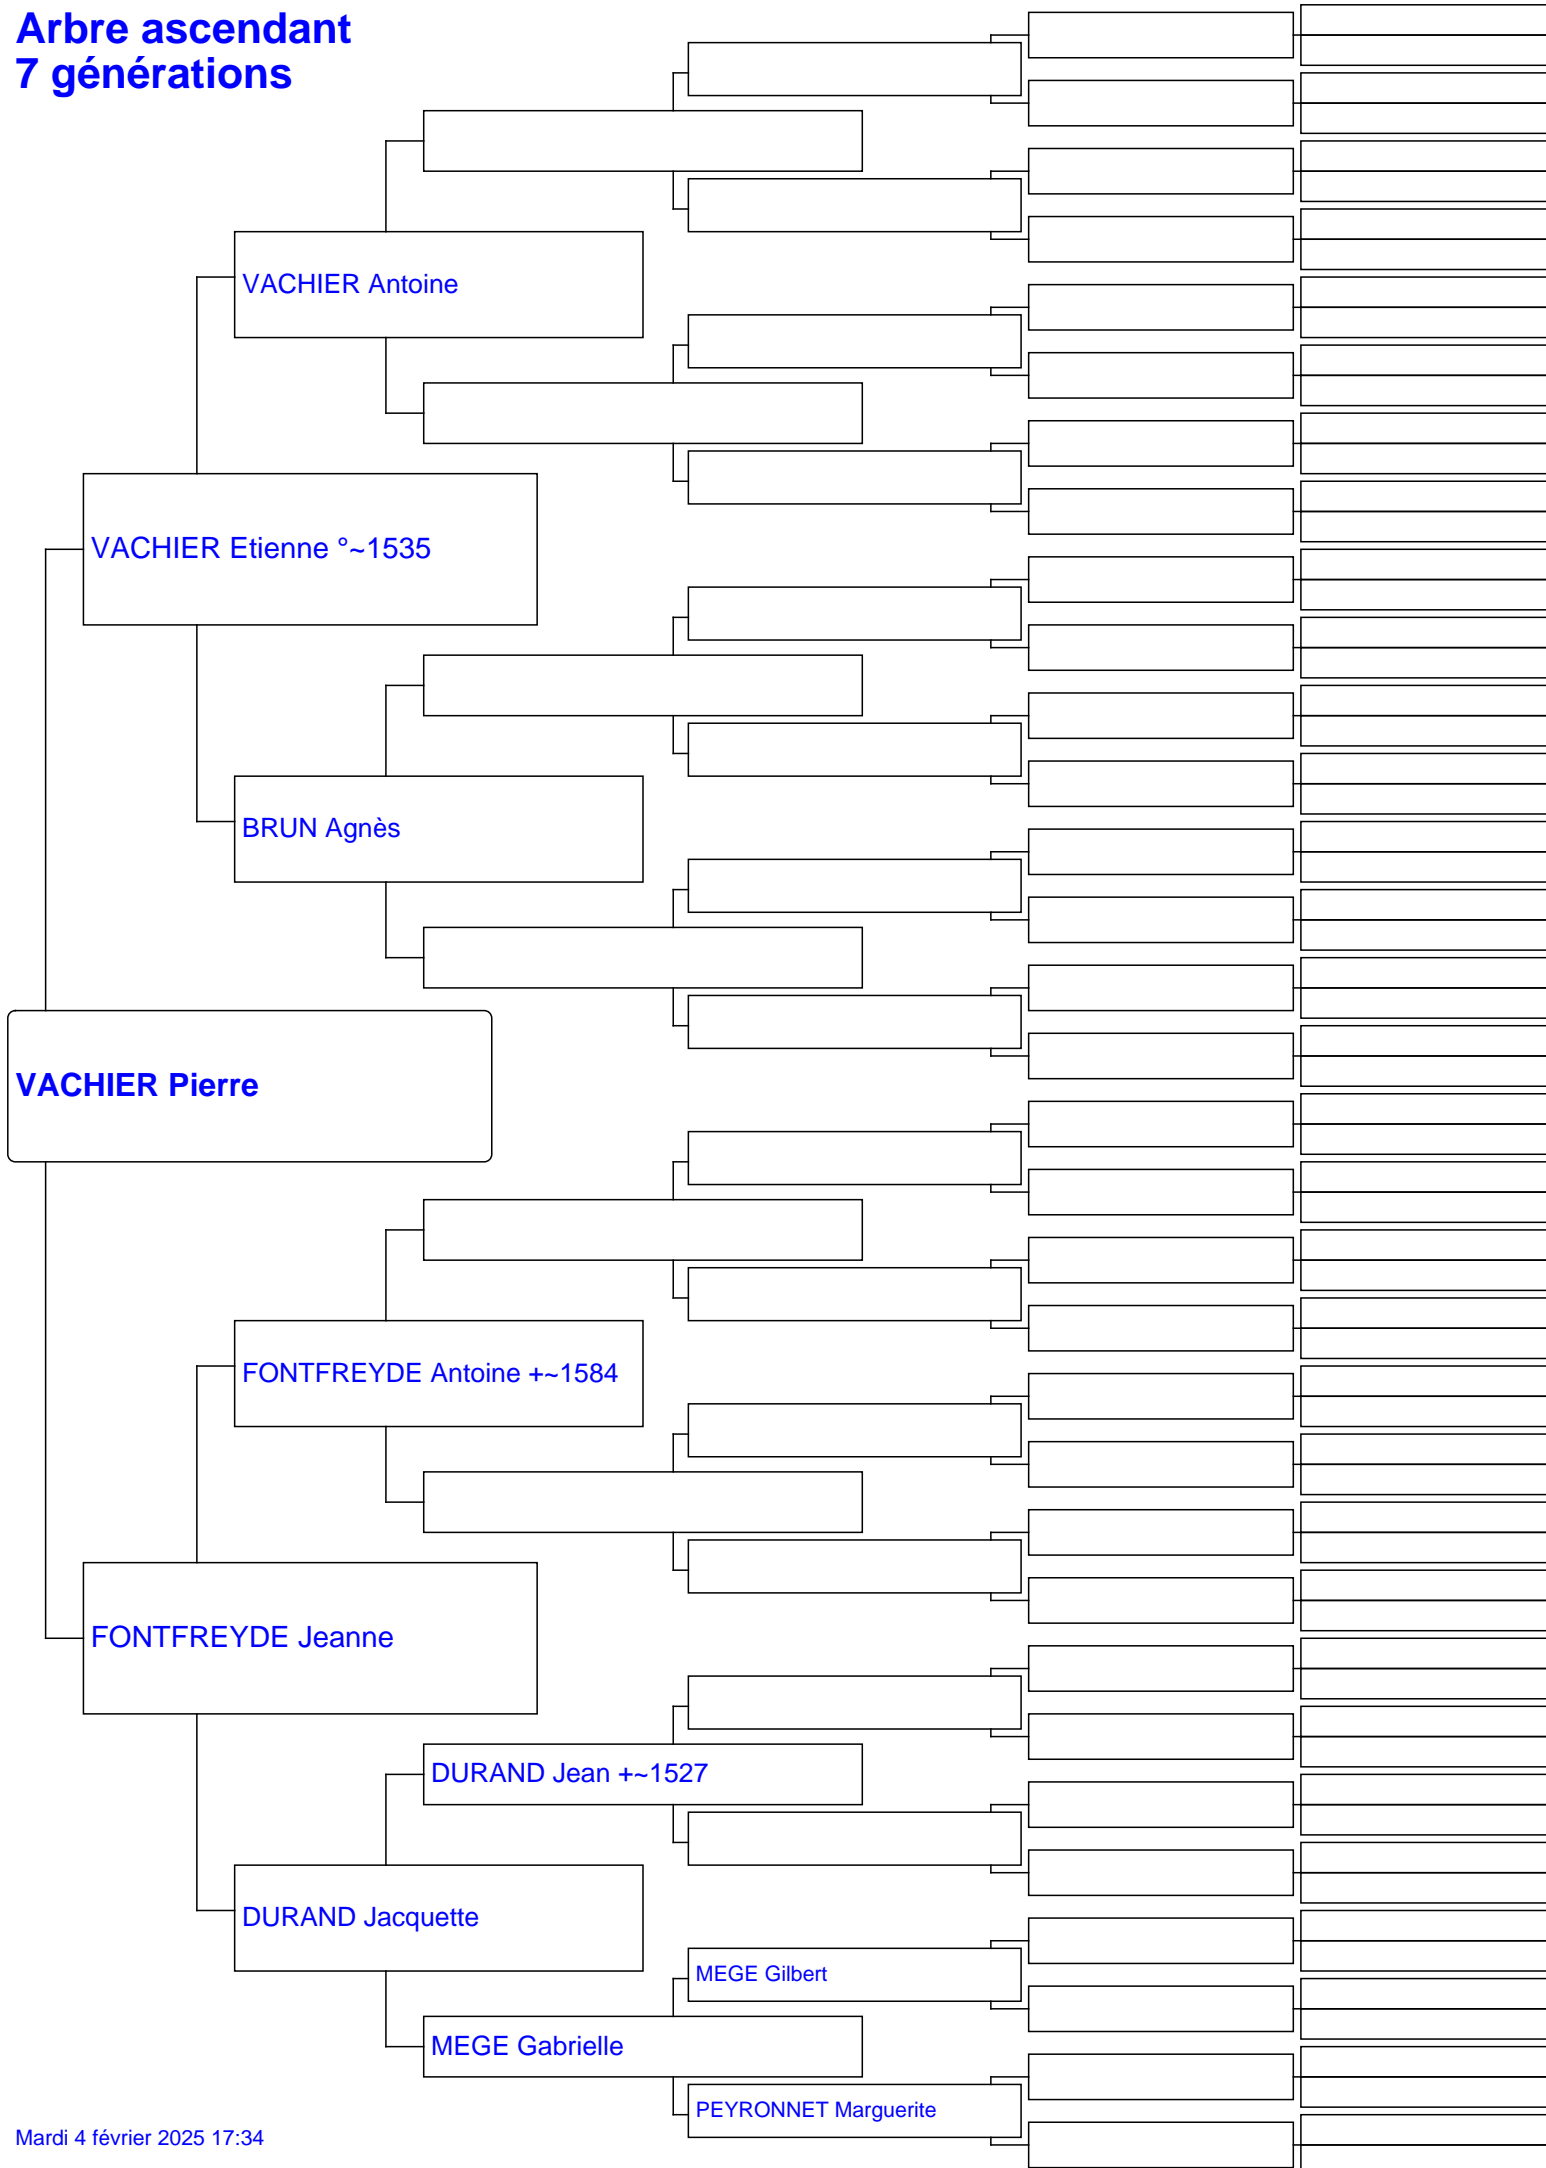 Arbre ascendant
7 générations
VACHIER Antoine
VACHIER Etienne °~1535
BRUN Agnès
VACHIER Pierre
FONTFREYDE Antoine +~1584
FONTFREYDE Jeanne
DURAND Jean +~1527
DURAND Jacquette
MEGE Gilbert
MEGE Gabrielle
PEYRONNET Marguerite
Mardi 4 février 2025 17:34